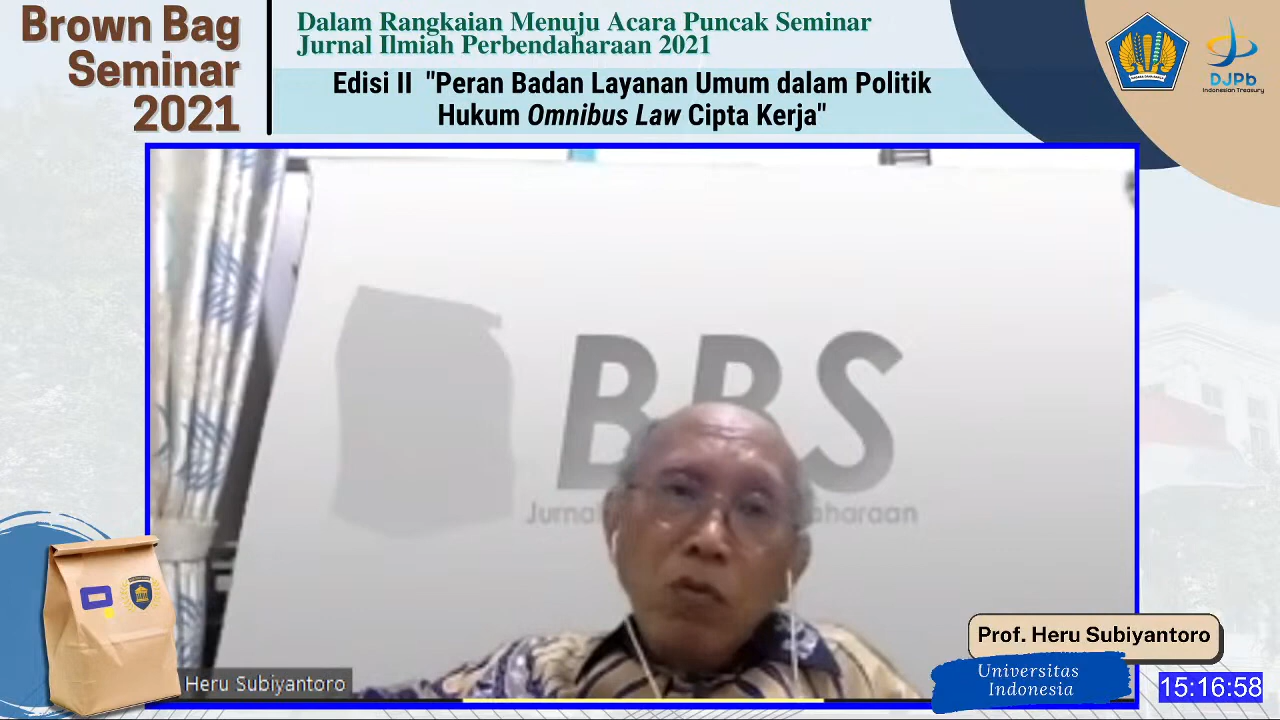 Brown Bag
Seminar
2021
Dalam Rangkaian Menuju Acara Puncak Seminar
Jurnal Ilmiah Perbendaharaan 2021
Edisi II "Peran Badan Layanan Umum dalam Politik
Hukum Omnibus Law Cipta Kerja"
DJPb
Indonesian Treasury
BBS
Heru Subiyantoro
Prof. Heru Subiyantoro
Universitas
Indonesia
15:16:58